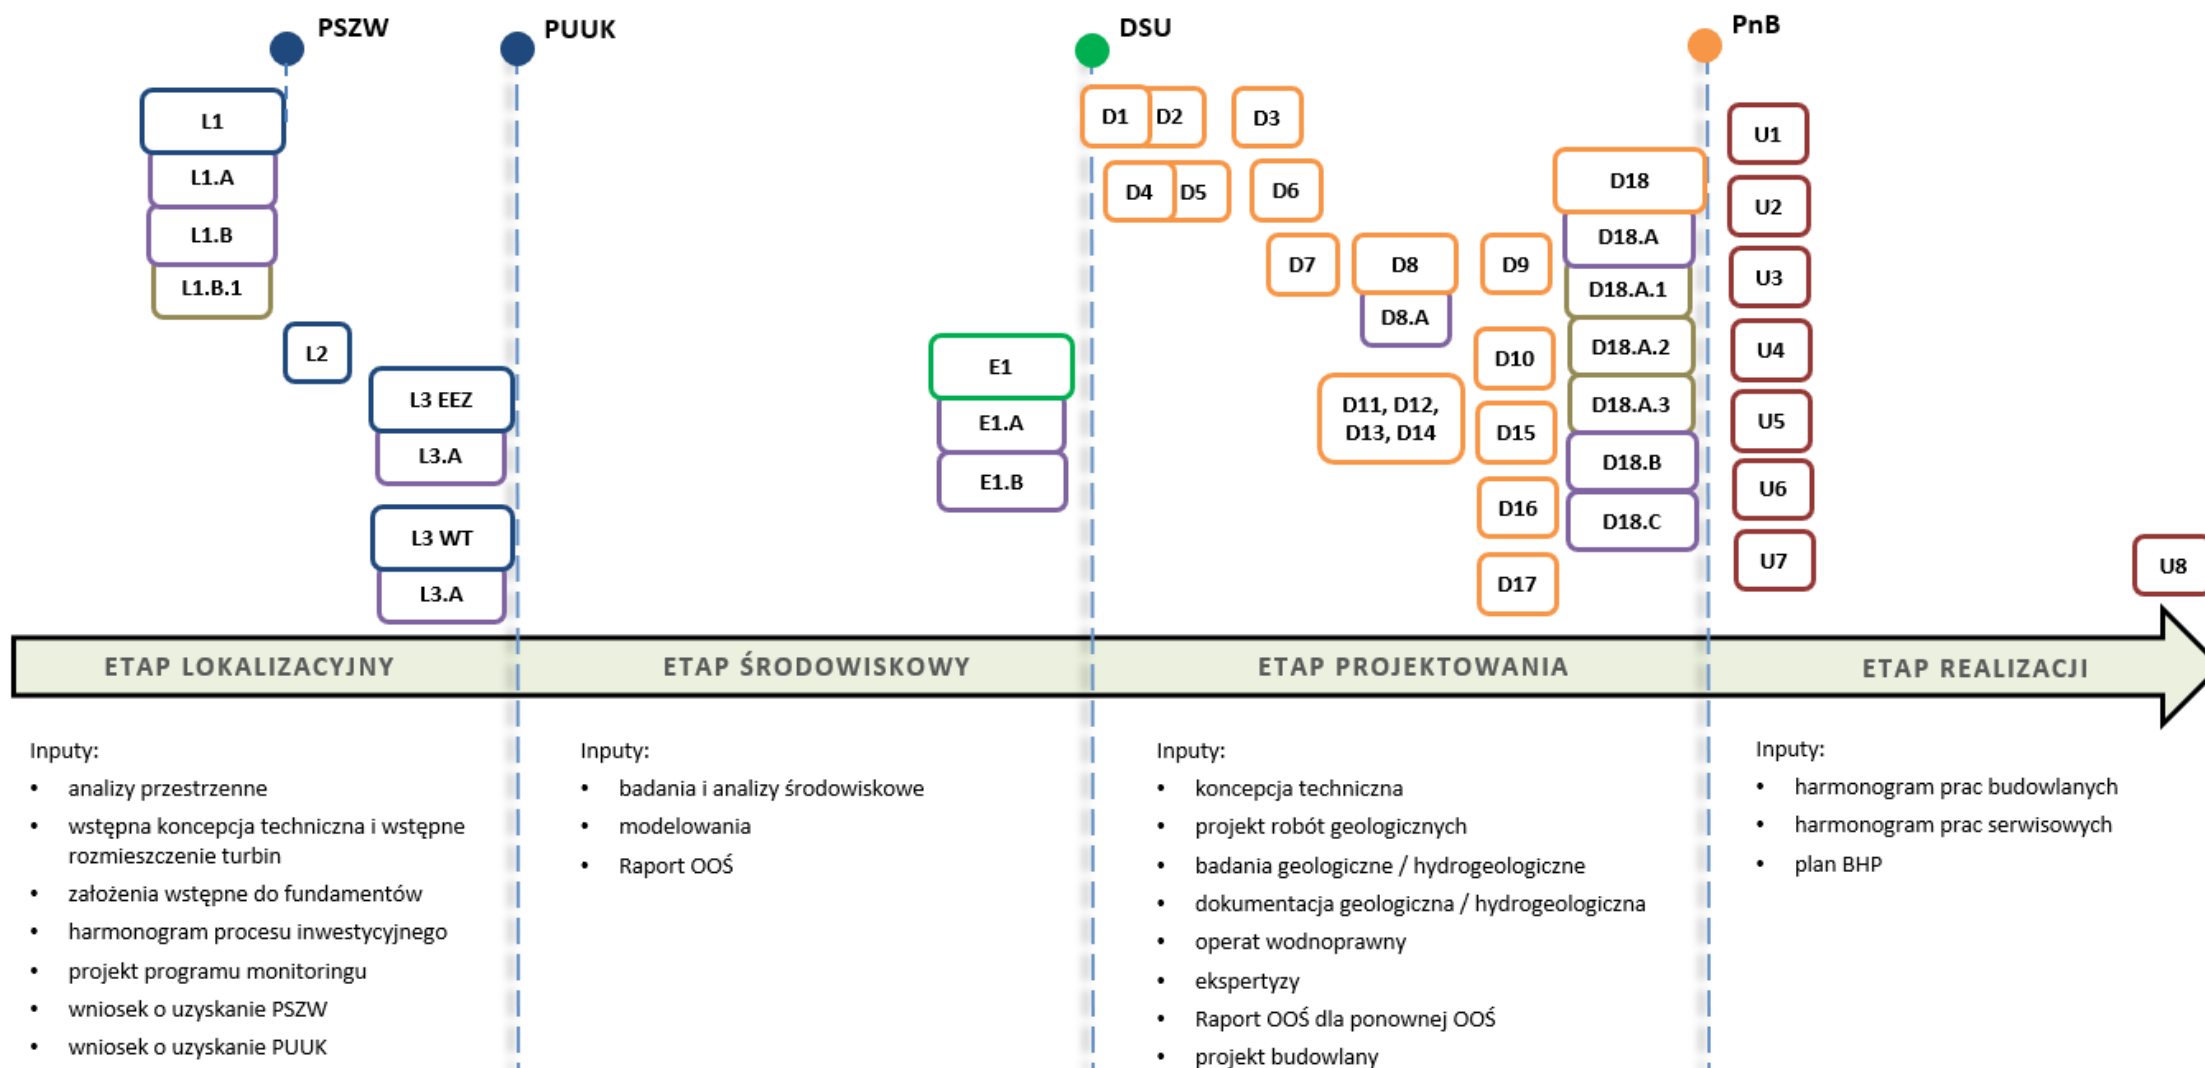 PSZW
PUUK
DSU
PnB
L1
L1.A
L1.B
L1.B.1
L2
L3 EEZ
L3.A
L3 WT
L3.A
E1
E1.A
E1.B
D1
D2
D3
D4
D5
D6
D7
D8
D8.A
D9
D10
D11, D12,
D13, D14
D15
D16
D17
D18
D18.A
D18.A.1
D18.A.2
D18.A.3
D18.B
D18.C
U1
U2
U3
U4
U5
U6
U7
U8
ETAP LOKALIZACYJNY
ETAP ŚRODOWISKOWY
ETAP PROJEKTOWANIA
ETAP REALIZACJI
Inputy:
• analizy przestrzenne
• wstępna koncepcja techniczna i wstępne
rozmieszczenie turbin
• założenia wstępne do fundamentów
• harmonogram procesu inwestycyjnego
• projekt programu monitoringu
• wniosek o uzyskanie PSZW
• wniosek o uzyskanie PUUK
Inputy:
• badania i analizy środowiskowe
• modelowania
• Raport OOŚ
Inputy:
• koncepcja techniczna
• projekt robót geologicznych
• badania geologiczne / hydrogeologiczne
• dokumentacja geologiczna / hydrogeologiczna
• operat wodnoprawny
• ekspertyzy
• Raport OOŚ dla ponownej OOŚ
• projekt budowlany
Inputy:
• harmonogram prac budowlanych
• harmonogram prac serwisowych
• plan BHP